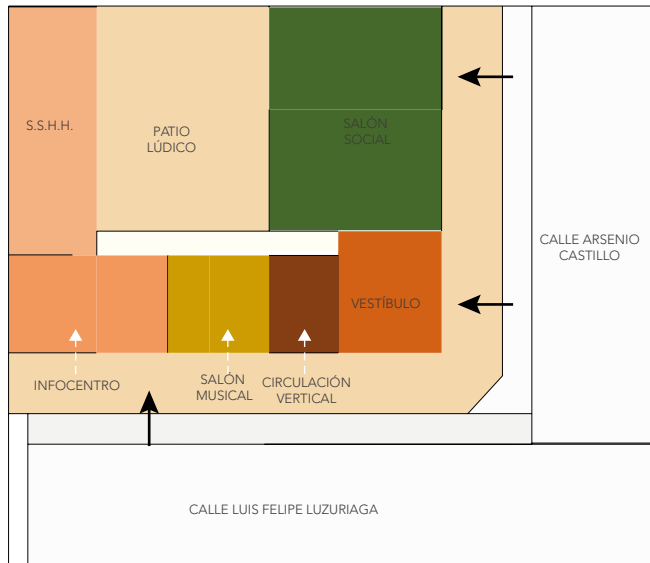 S.S.H.H.
PATIO
LÚDICO
SALÓN
SOCIAL
CALLE ARSENIO
CASTILLO
VESTÍBULO
INFOCENTRO
SALÓN
MUSICAL
CIRCULACIÓN
VERTICAL
CALLE LUIS FELIPE LUZURIAGA